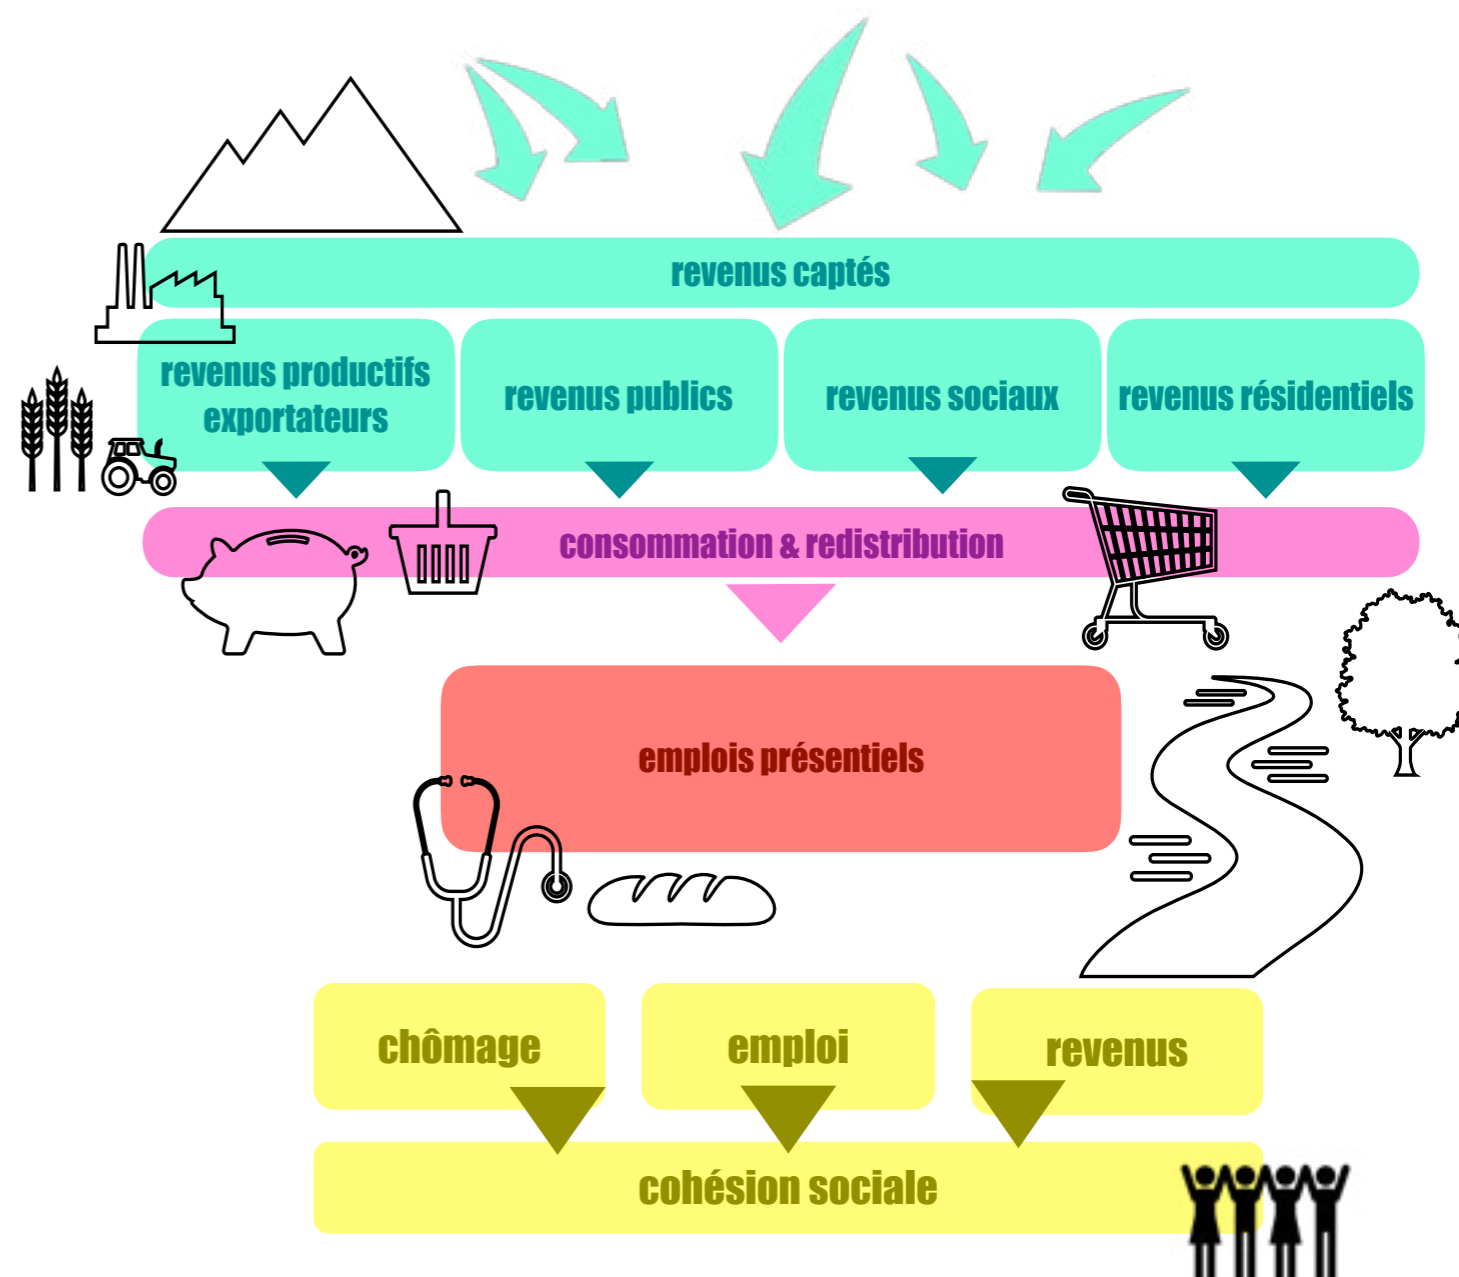 revenus captés
revenus productifs
exportateurs
revenus publics
revenus sociaux
revenus résidentiels
consommation & redistribution
emplois présentiels
chômage
emploi
revenus
cohésion sociale